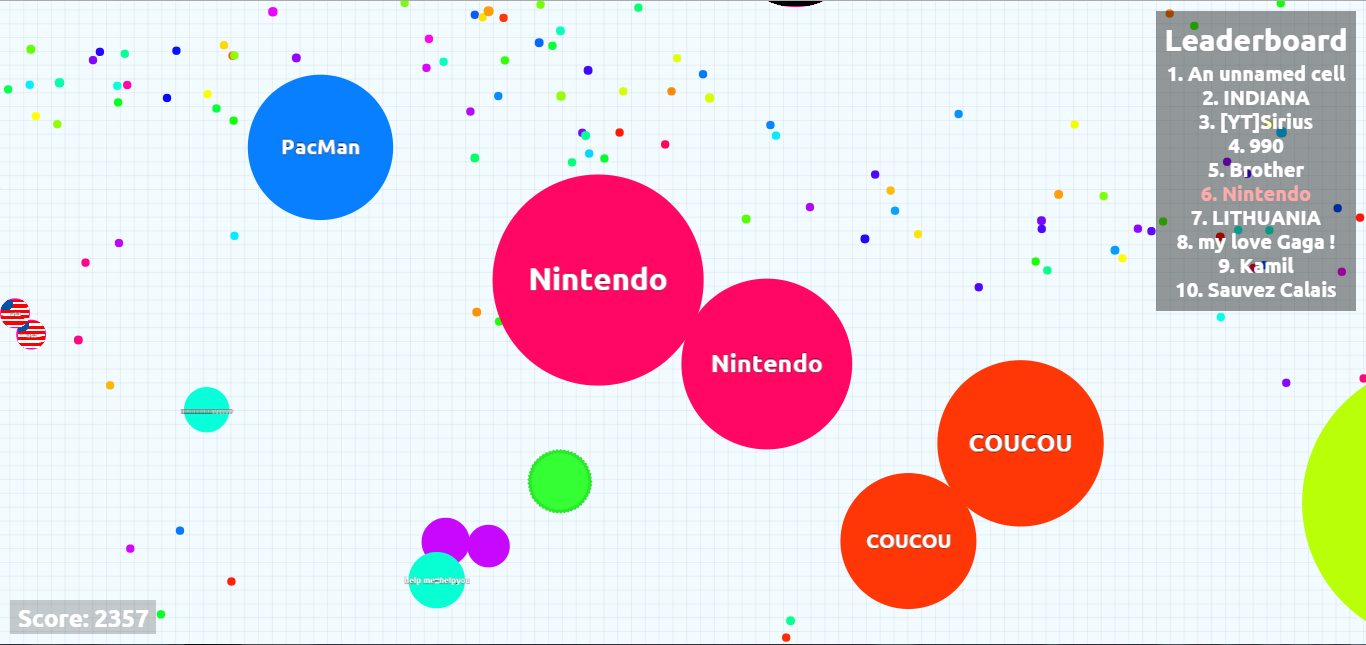 Leaderboard
1. An unnamed cell
2. INDIANA
3. [YT]Sirius
4. 990
5. Brother
6. Nintendo
7. LITHUANIA
8. my love Gaga !
9. Kamil
10. Sauvez Calais
PacMan
Nintendo
Nintendo
COUCOU
COUCOU
Score: 2357